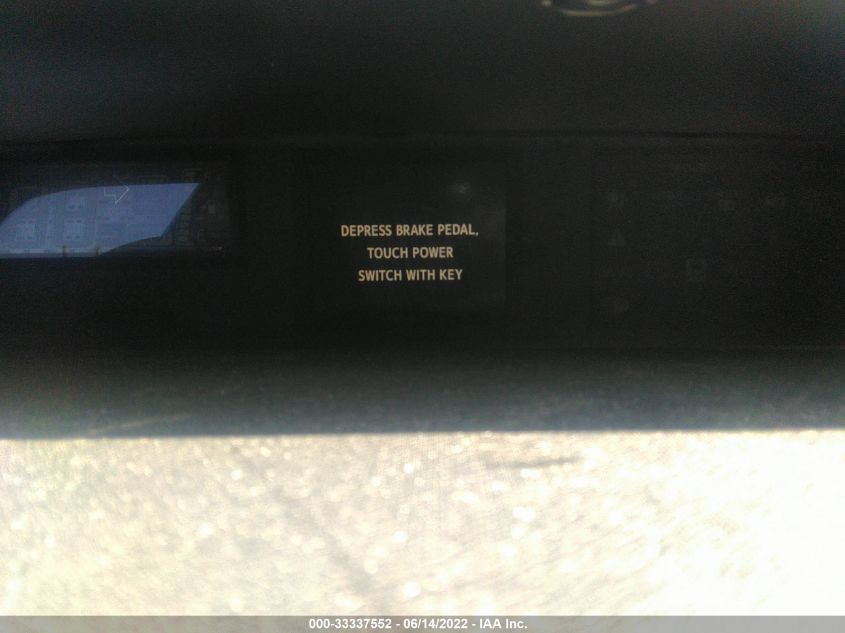 DEPRESS BRAKE PEDAL,
TOUCH POWER
SWITCH WITH KEY
000-33337552 - 06/14/2022 - IAA Inc.